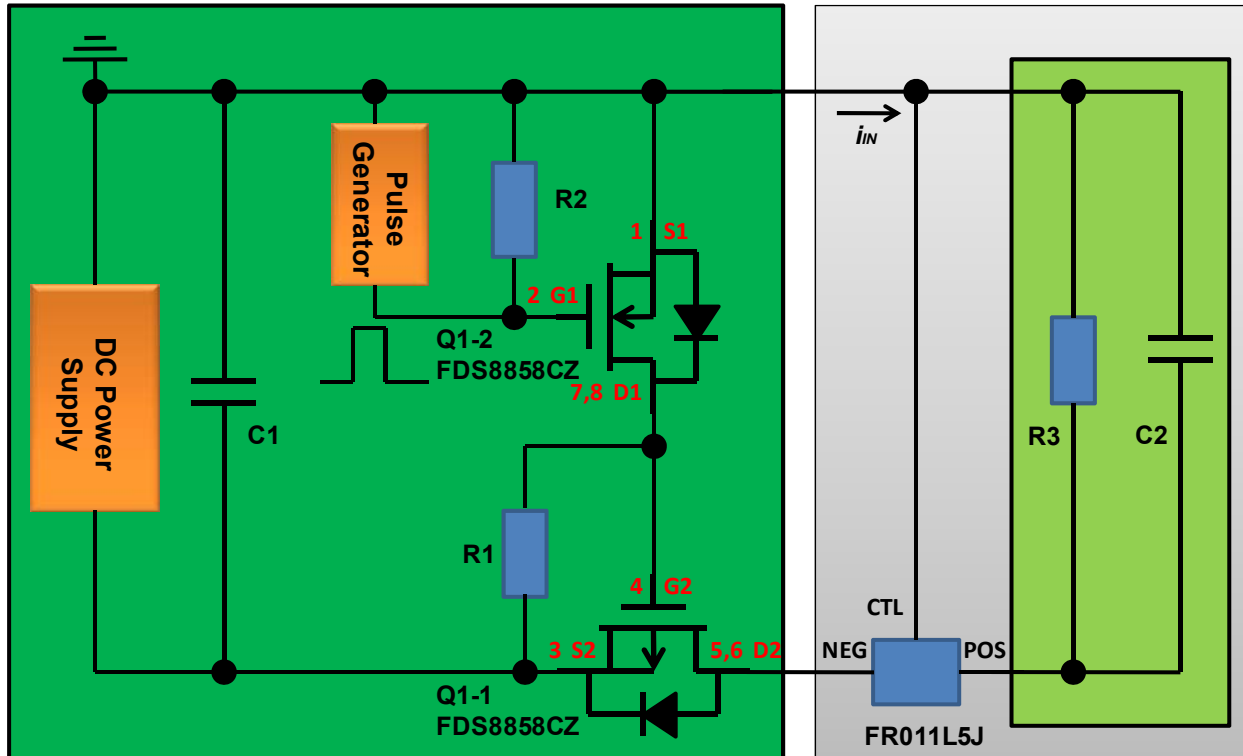 iIN
Pulse
Generator
R2
1 S1
2 G1
Q1-2
FDS8858CZ
7,8 D1
DC Power
Supply
C1
R3
C2
R1
4 G2
CTL
3 S2
5,6 D2
NEG
POS
Q1-1
FDS8858CZ
FR011L5J